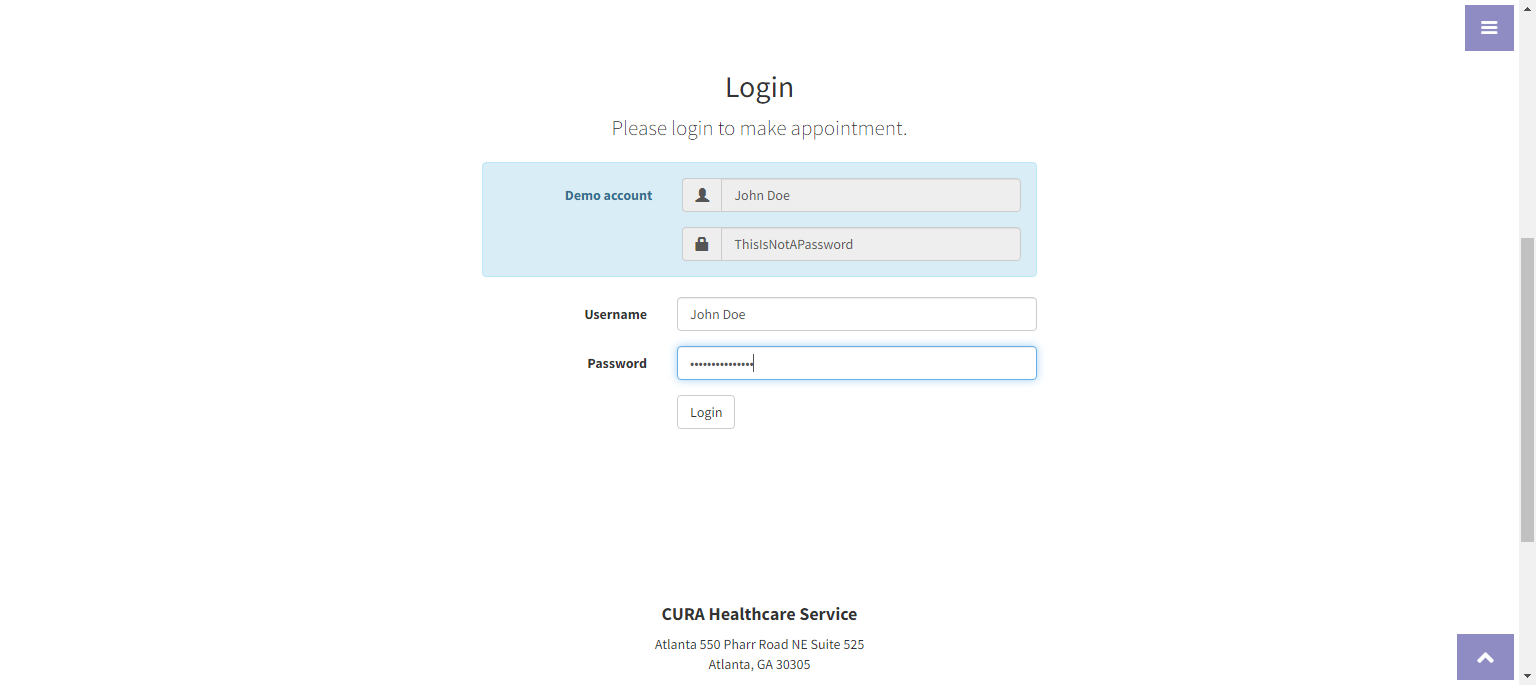 Login
Please login to make appointment.
Demo account
John Doe
ThisIsNotAPassword
Username
John Doe
Password
•••••••••••••••
Login
CURA Healthcare Service
Atlanta 550 Pharr Road NE Suite 525
Atlanta, GA 30305